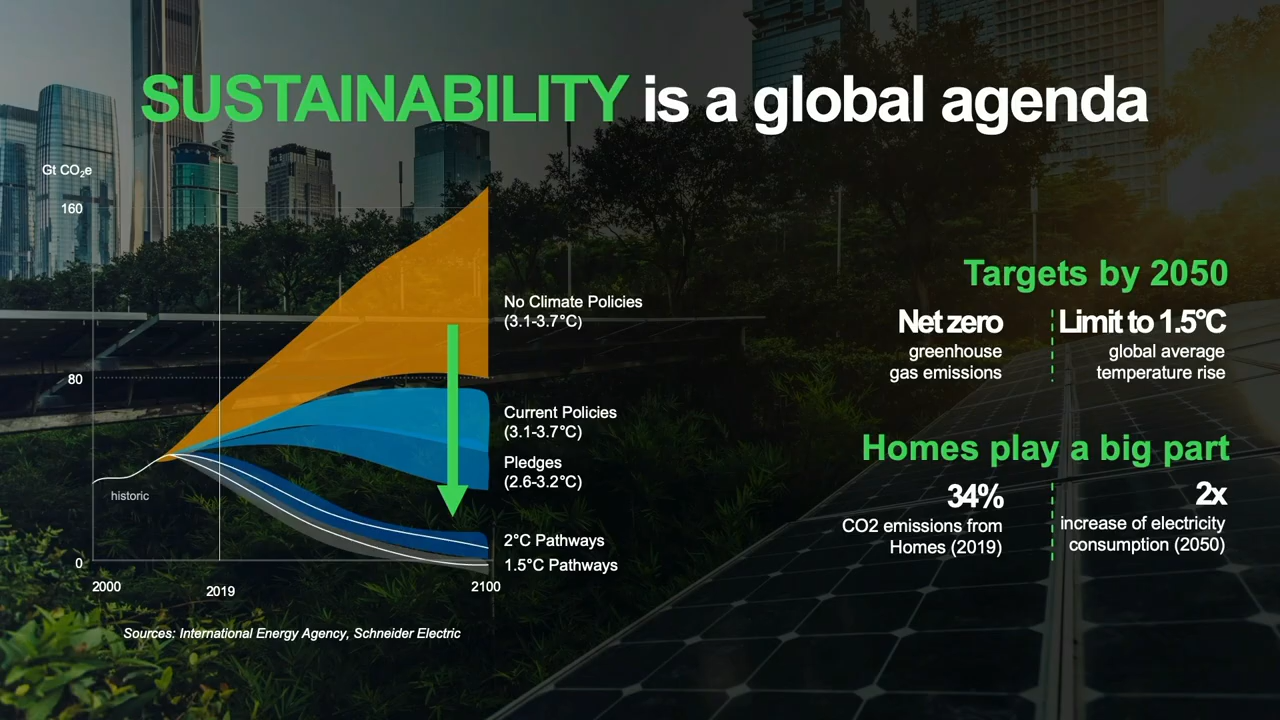 SUSTAINABILITY is a global agenda
Gt CO₂e
160
80
0
historic
2000
2019
2100
No Climate Policies
(3.1-3.7°C)
Current Policies
(3.1-3.7°C)
Pledges
(2.6-3.2°C)
2°C Pathways
1.5°C Pathways
Sources: International Energy Agency, Schneider Electric
Targets by 2050
Net zero
greenhouse
gas emissions
Limit to 1.5°C
global average
temperature rise
Homes play a big part
34%
CO2 emissions from
Homes (2019)
2x
increase of electricity
consumption (2050)